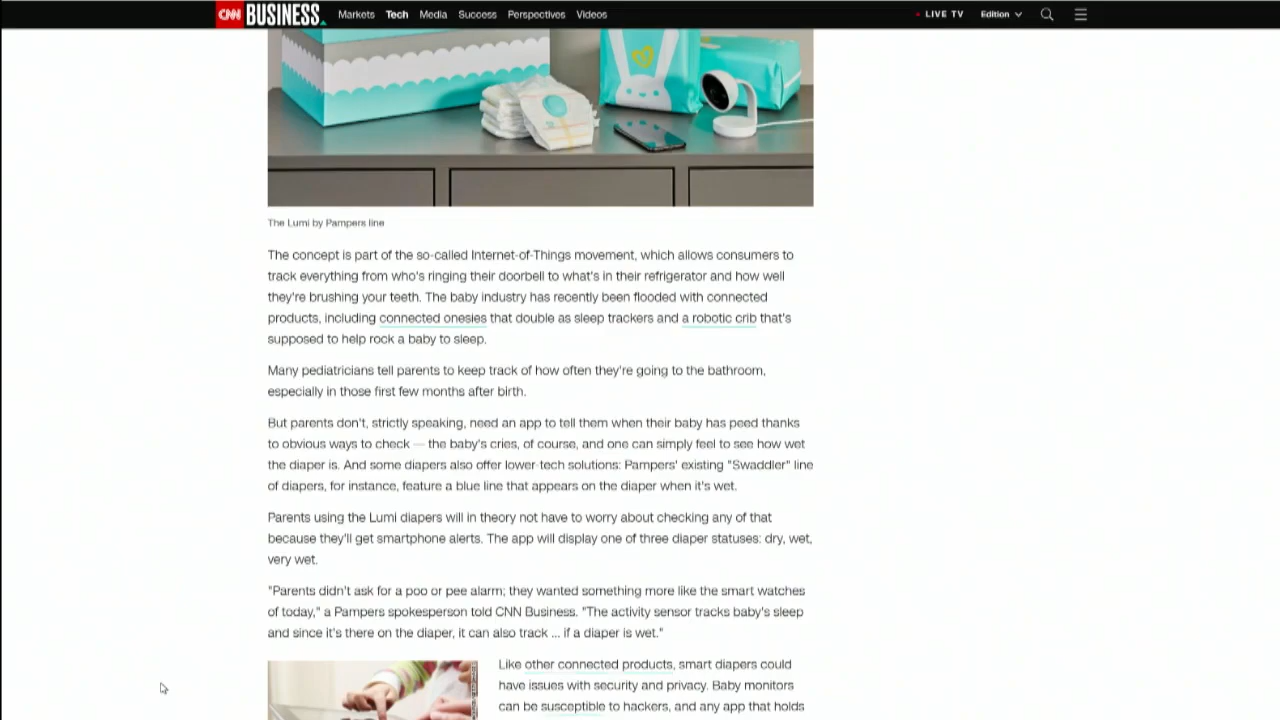 CNN BUSINESS Markets Tech Media Success Perspectives Videos LIVE TV Edition
The Lumi by Pampers line
The concept is part of the so-called Internet-of-Things movement, which allows consumers to
track everything from who's ringing their doorbell to what's in their refrigerator and how well
they're brushing your teeth. The baby industry has recently been flooded with connected
products, including connected onesies that double as sleep trackers and a robotic crib that's
supposed to help rock a baby to sleep.
Many pediatricians tell parents to keep track of how often they're going to the bathroom,
especially in those first few months after birth.
But parents don't, strictly speaking, need an app to tell them when their baby has peed thanks
to obvious ways to check — the baby's cries, of course, and one can simply feel to see how wet
the diaper is. And some diapers also offer lower-tech solutions: Pampers' existing "Swaddler" line
of diapers, for instance, feature a blue line that appears on the diaper when it's wet.
Parents using the Lumi diapers will in theory not have to worry about checking any of that
because they'll get smartphone alerts. The app will display one of three diaper statuses: dry, wet,
very wet.
"Parents didn't ask for a poo or pee alarm; they wanted something more like the smart watches
of today," a Pampers spokesperson told CNN Business. "The activity sensor tracks baby's sleep
and since it's there on the diaper, it can also track ... if a diaper is wet."
Like other connected products, smart diapers could
have issues with security and privacy. Baby monitors
can be susceptible to hackers, and any app that holds